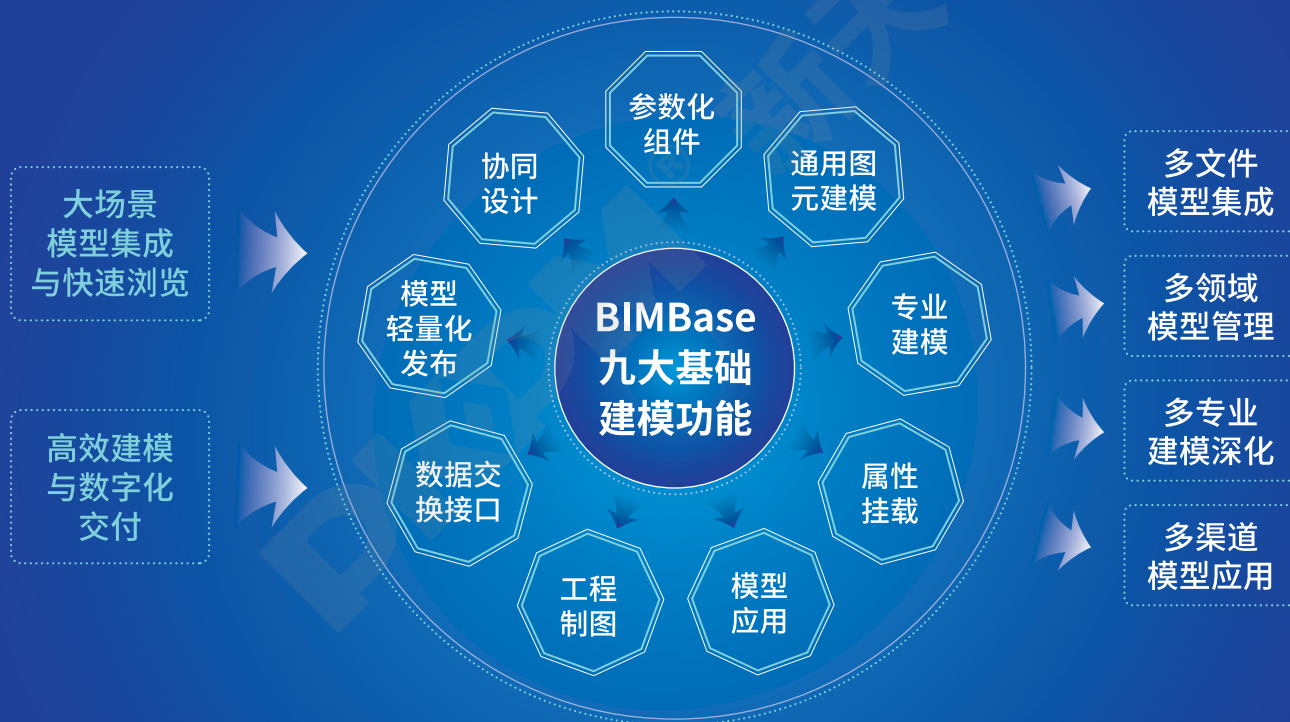 大场景
模型集成
与快速浏览
高效建模
与数字化
交付
BIMBase
九大基础
建模功能
参数化
组件
通用图
元建模
专业
建模
属性
挂载
模型
应用
工程
制图
数据交
换接口
模型
轻量化
发布
协同
设计
多文件
模型集成
多领域
模型管理
多专业
建模深化
多渠道
模型应用